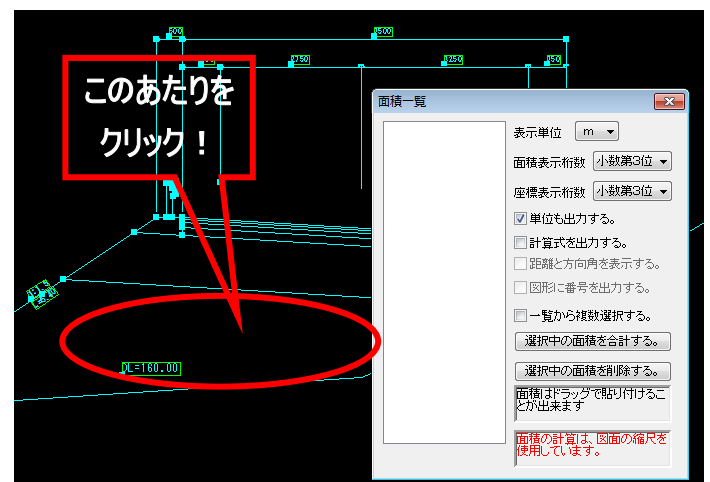 500
3500
1750
1250
350
このあたりを
クリック！
DL=160.00
面積一覧
表示単位 m
面積表示桁数 小数第3位
座標表示桁数 小数第3位
単位も出力する。
計算式を出力する。
距離と方向角を表示する。
図形に番号を出力する。
一覧から複数選択する。
選択中の面積を合計する。
選択中の面積を削除する。
面積はドラッグで貼り付けるこ
とが出来ます
面積の計算は、図面の縮尺を
使用しています。